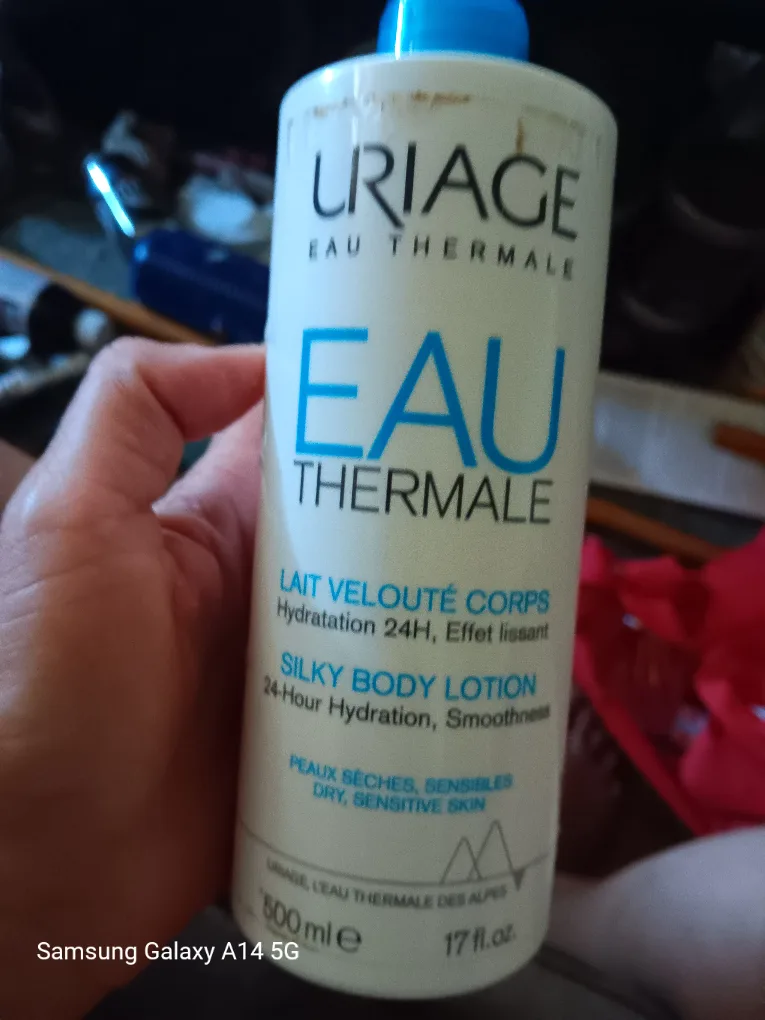 URIAGE
EAU THERMALE
EAU
THERMALE
LAIT VELOUTÉ CORPS
Hydratation 24H, Effet lissant
SILKY BODY LOTION
24-Hour Hydration, Smoothness
PEAUX SÈCHES, SENSIBLES
DRY, SENSITIVE SKIN
URIAGE, L'EAU THERMALE DES ALPES
500 ml e 17 fl.oz.
Samsung Galaxy A14 5G